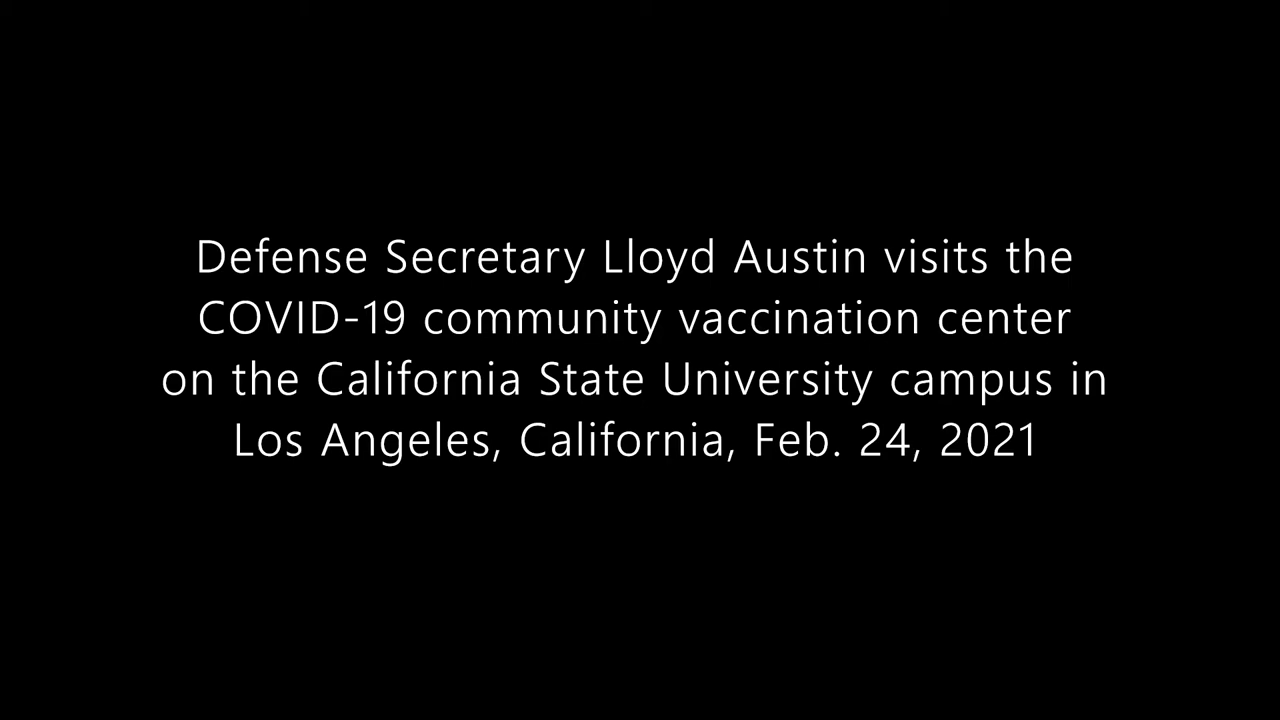 Defense Secretary Lloyd Austin visits the
COVID-19 community vaccination center
on the California State University campus in
Los Angeles, California, Feb. 24, 2021